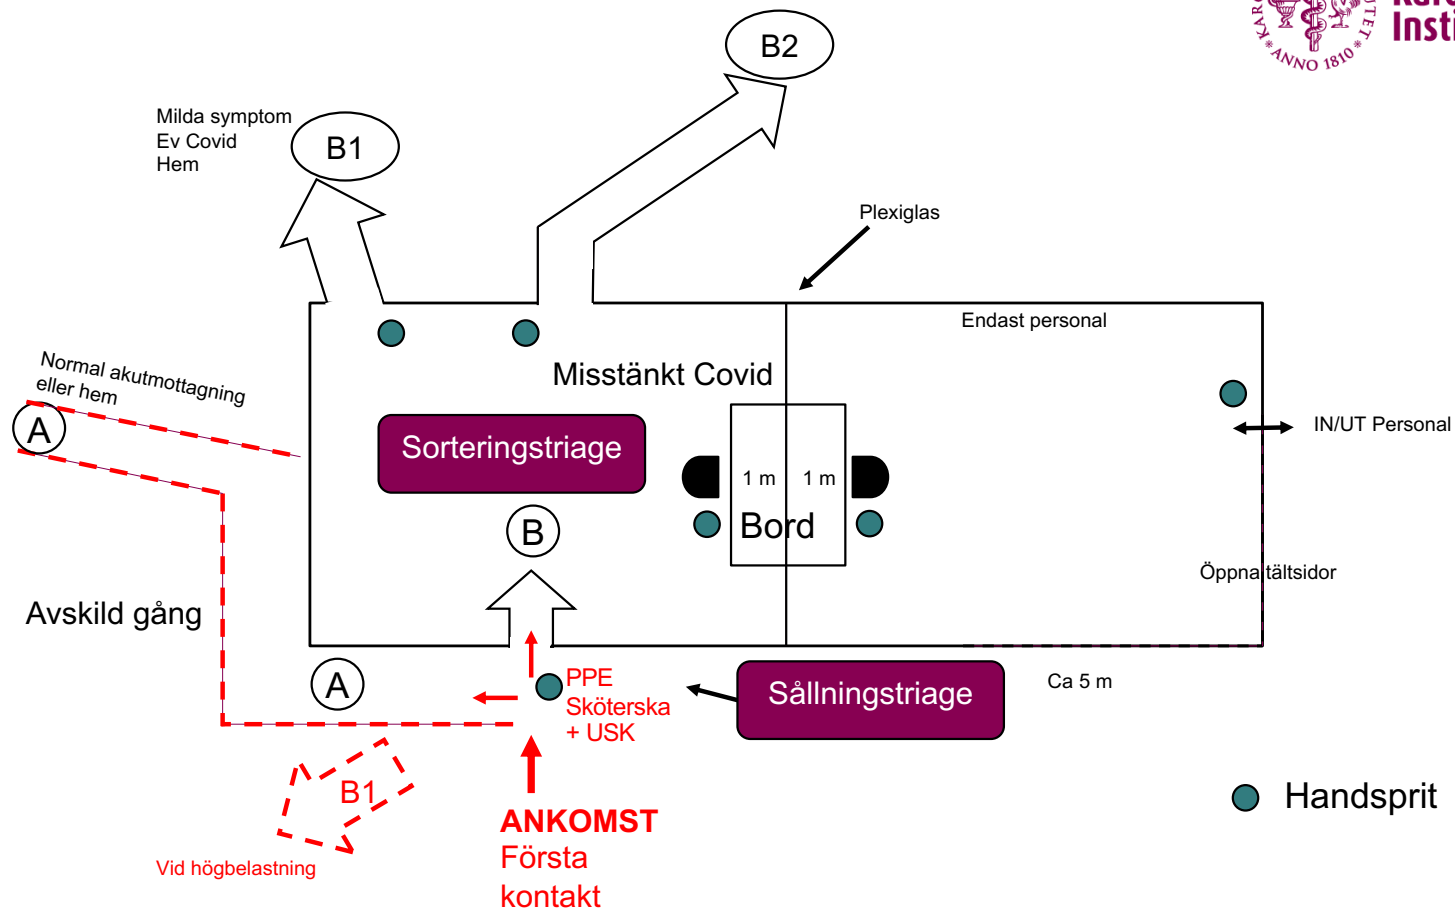 B2
Milda symptom
Ev Covid
Hem
B1
ANNO 1810
Insti
Plexiglas
Endast personal
Normal akutmottagning
eller hem
Misstänkt Covid
A
Sorteringstriage
IN/UT Personal
1 m 1 m
Bord
B
Öppna tältsidor
Avskild gång
A
PPE
Sköterska
+ USK
Sållningstriage
Ca 5 m
B1
ANKOMST
Första
kontakt
Handsprit
Vid högbelastning